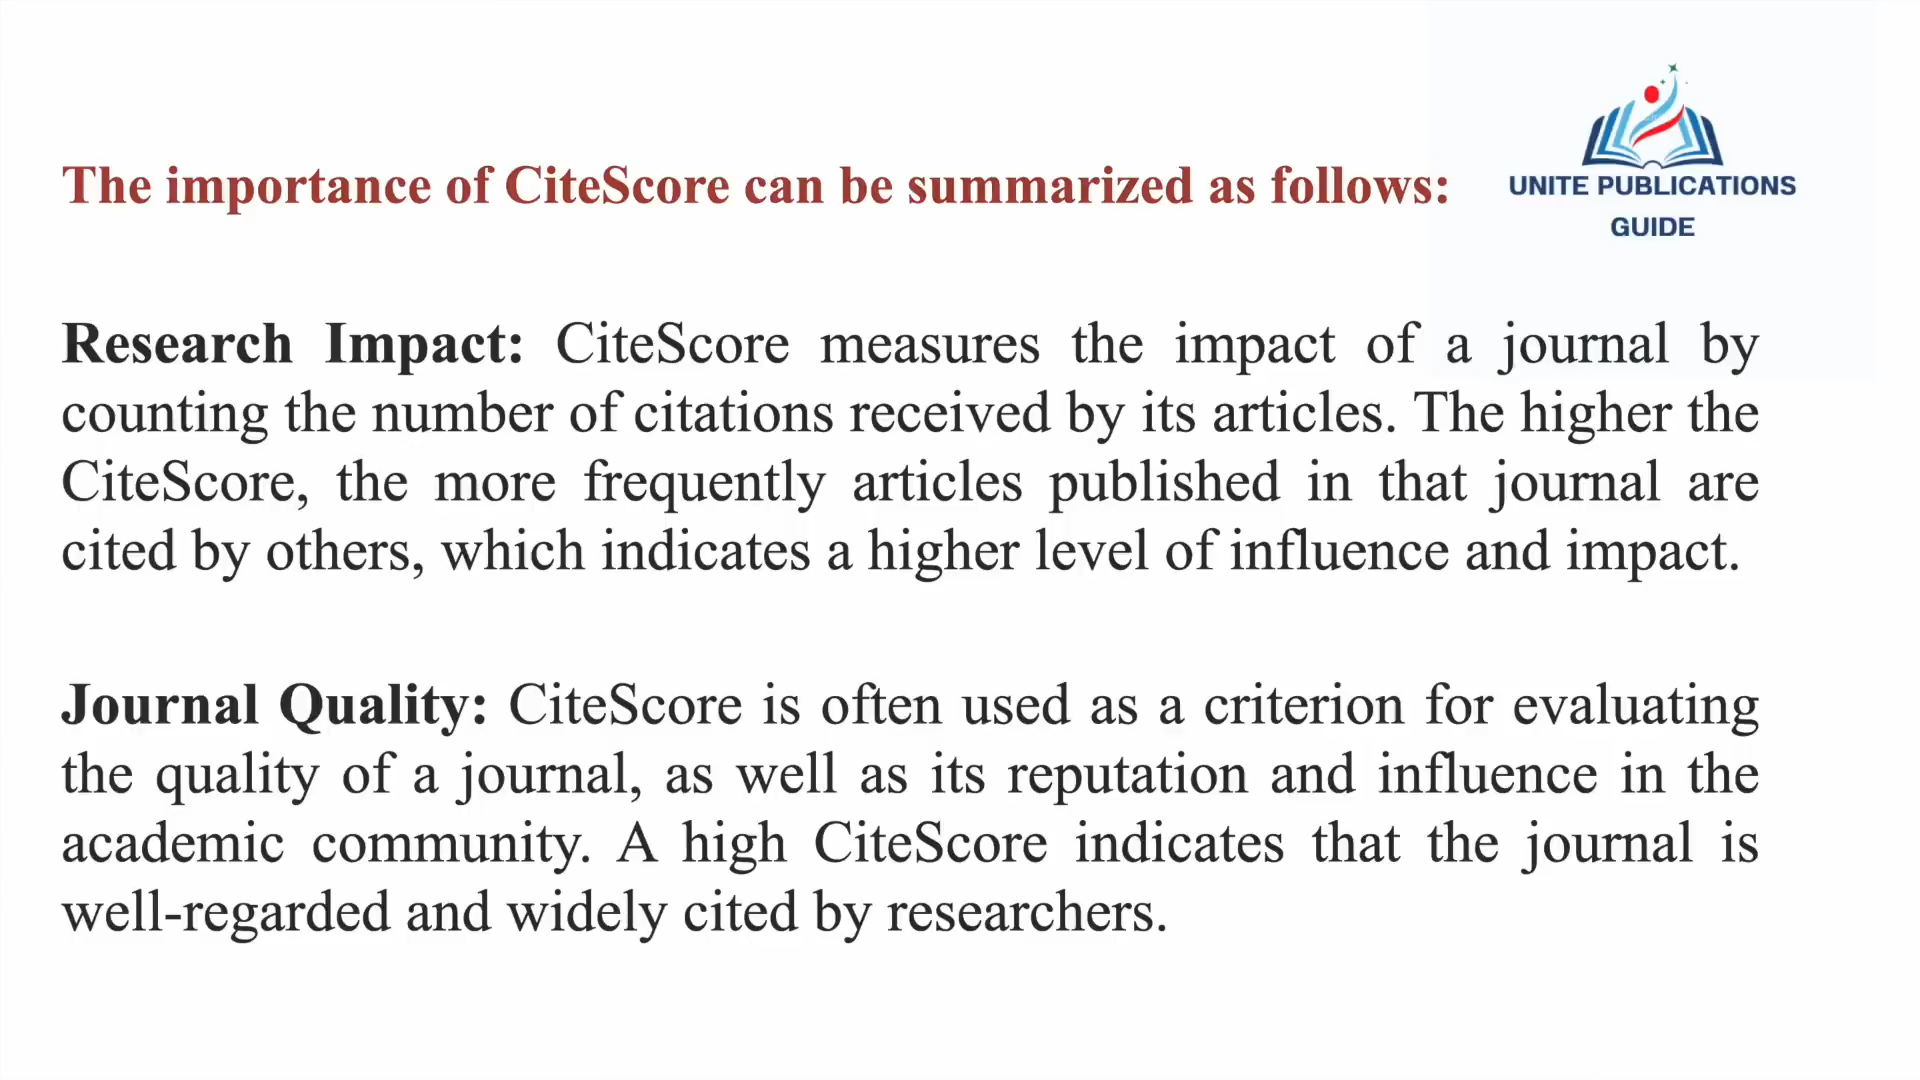 The importance of CiteScore can be summarized as follows:
UNITE PUBLICATIONS
GUIDE
Research Impact: CiteScore measures the impact of a journal by
counting the number of citations received by its articles. The higher the
CiteScore, the more frequently articles published in that journal are
cited by others, which indicates a higher level of influence and impact.
Journal Quality: CiteScore is often used as a criterion for evaluating
the quality of a journal, as well as its reputation and influence in the
academic community. A high CiteScore indicates that the journal is
well-regarded and widely cited by researchers.